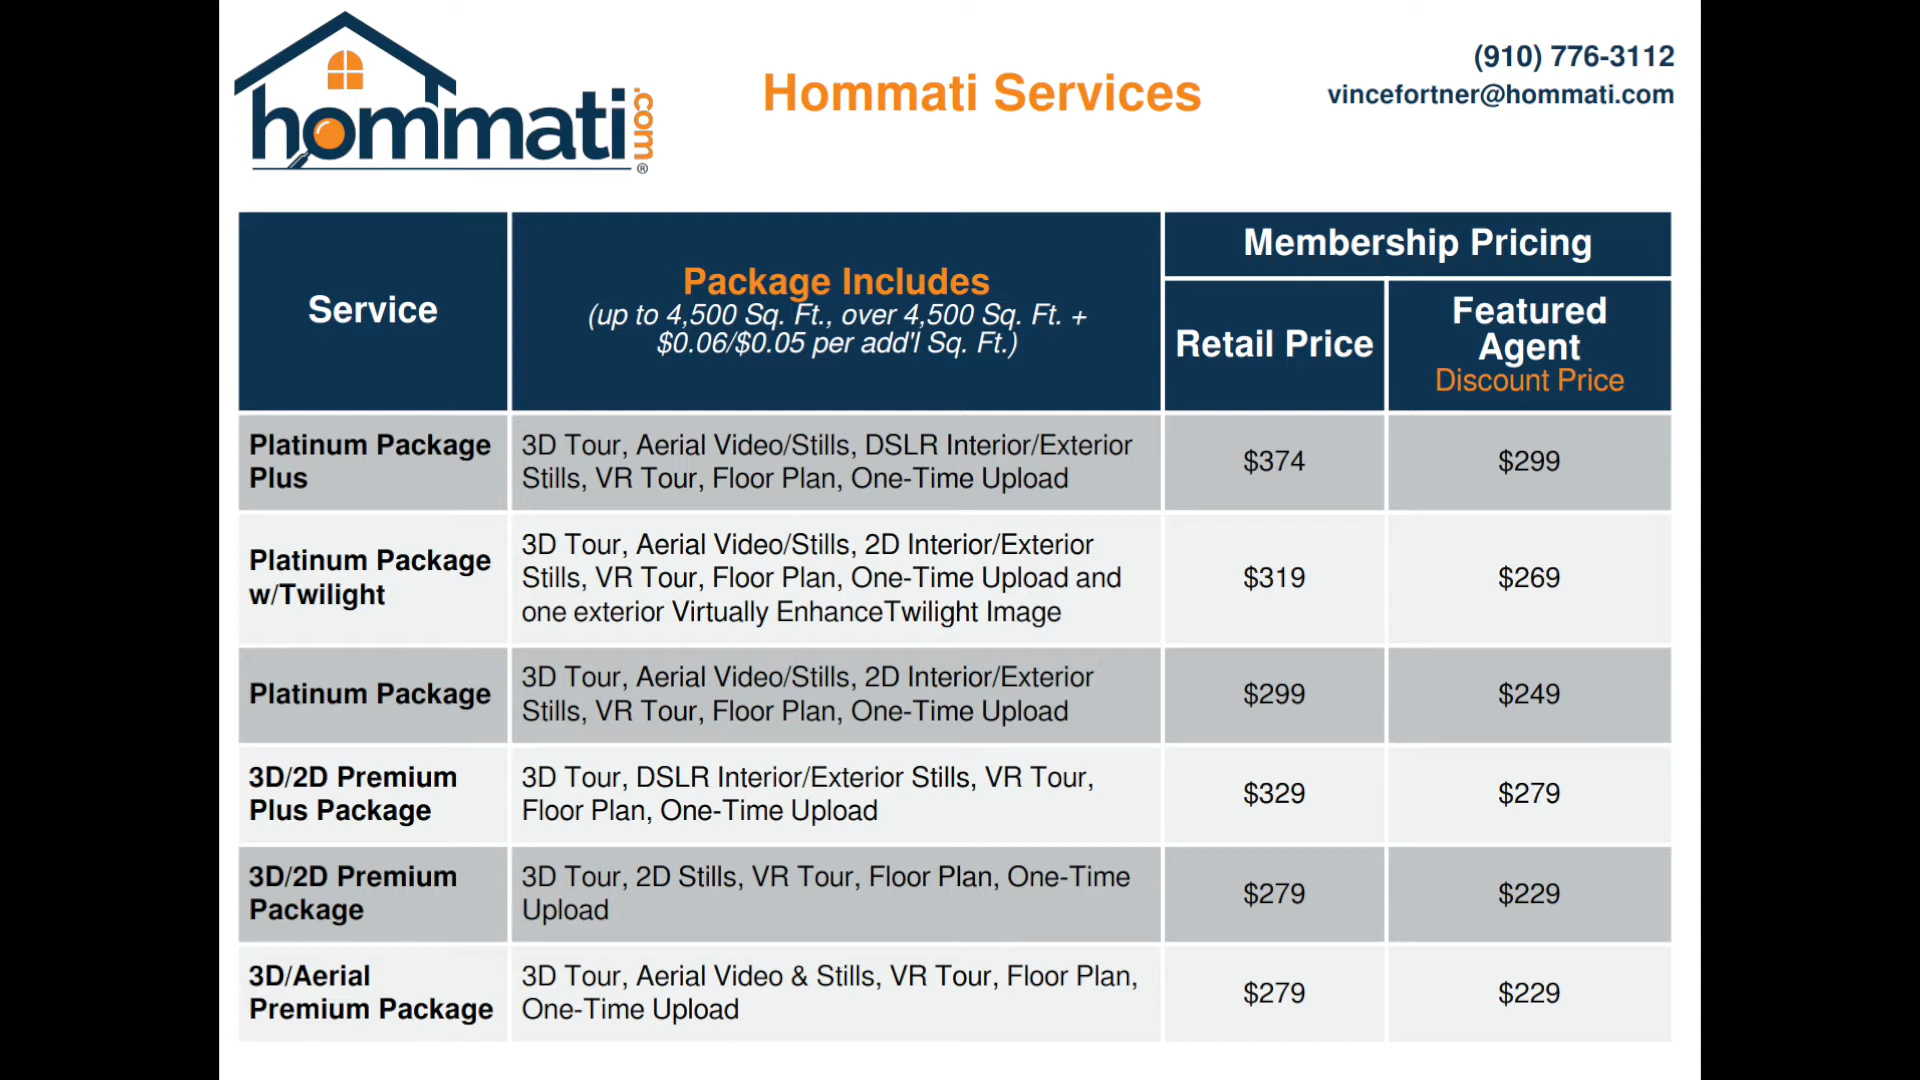 hommati.com®
Hommati Services
(910) 776-3112
vincefortner@hommati.com
Service
Package Includes
(up to 4,500 Sq. Ft., over 4,500 Sq. Ft. +
$0.06/$0.05 per add'l Sq. Ft.)
Membership Pricing
Retail Price
Featured
Agent
Discount Price
Platinum Package
Plus
3D Tour, Aerial Video/Stills, DSLR Interior/Exterior
Stills, VR Tour, Floor Plan, One-Time Upload
$374
$299
Platinum Package
w/Twilight
3D Tour, Aerial Video/Stills, 2D Interior/Exterior
Stills, VR Tour, Floor Plan, One-Time Upload and
one exterior Virtually EnhanceTwilight Image
$319
$269
Platinum Package
3D Tour, Aerial Video/Stills, 2D Interior/Exterior
Stills, VR Tour, Floor Plan, One-Time Upload
$299
$249
3D/2D Premium
Plus Package
3D Tour, DSLR Interior/Exterior Stills, VR Tour,
Floor Plan, One-Time Upload
$329
$279
3D/2D Premium
Package
3D Tour, 2D Stills, VR Tour, Floor Plan, One-Time
Upload
$279
$229
3D/Aerial
Premium Package
3D Tour, Aerial Video & Stills, VR Tour, Floor Plan,
One-Time Upload
$279
$229